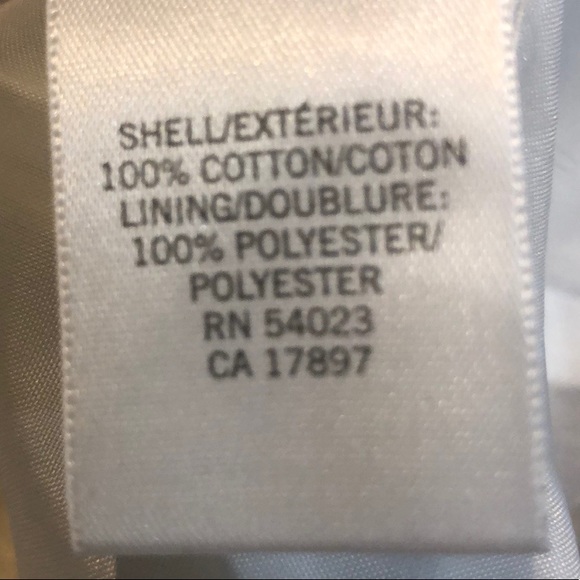 SHELL/EXTÉRIEUR:
100% COTTON/COTON
LINING/DOUBLURE:
100% POLYESTER/
POLYESTER
RN 54023
CA 17897